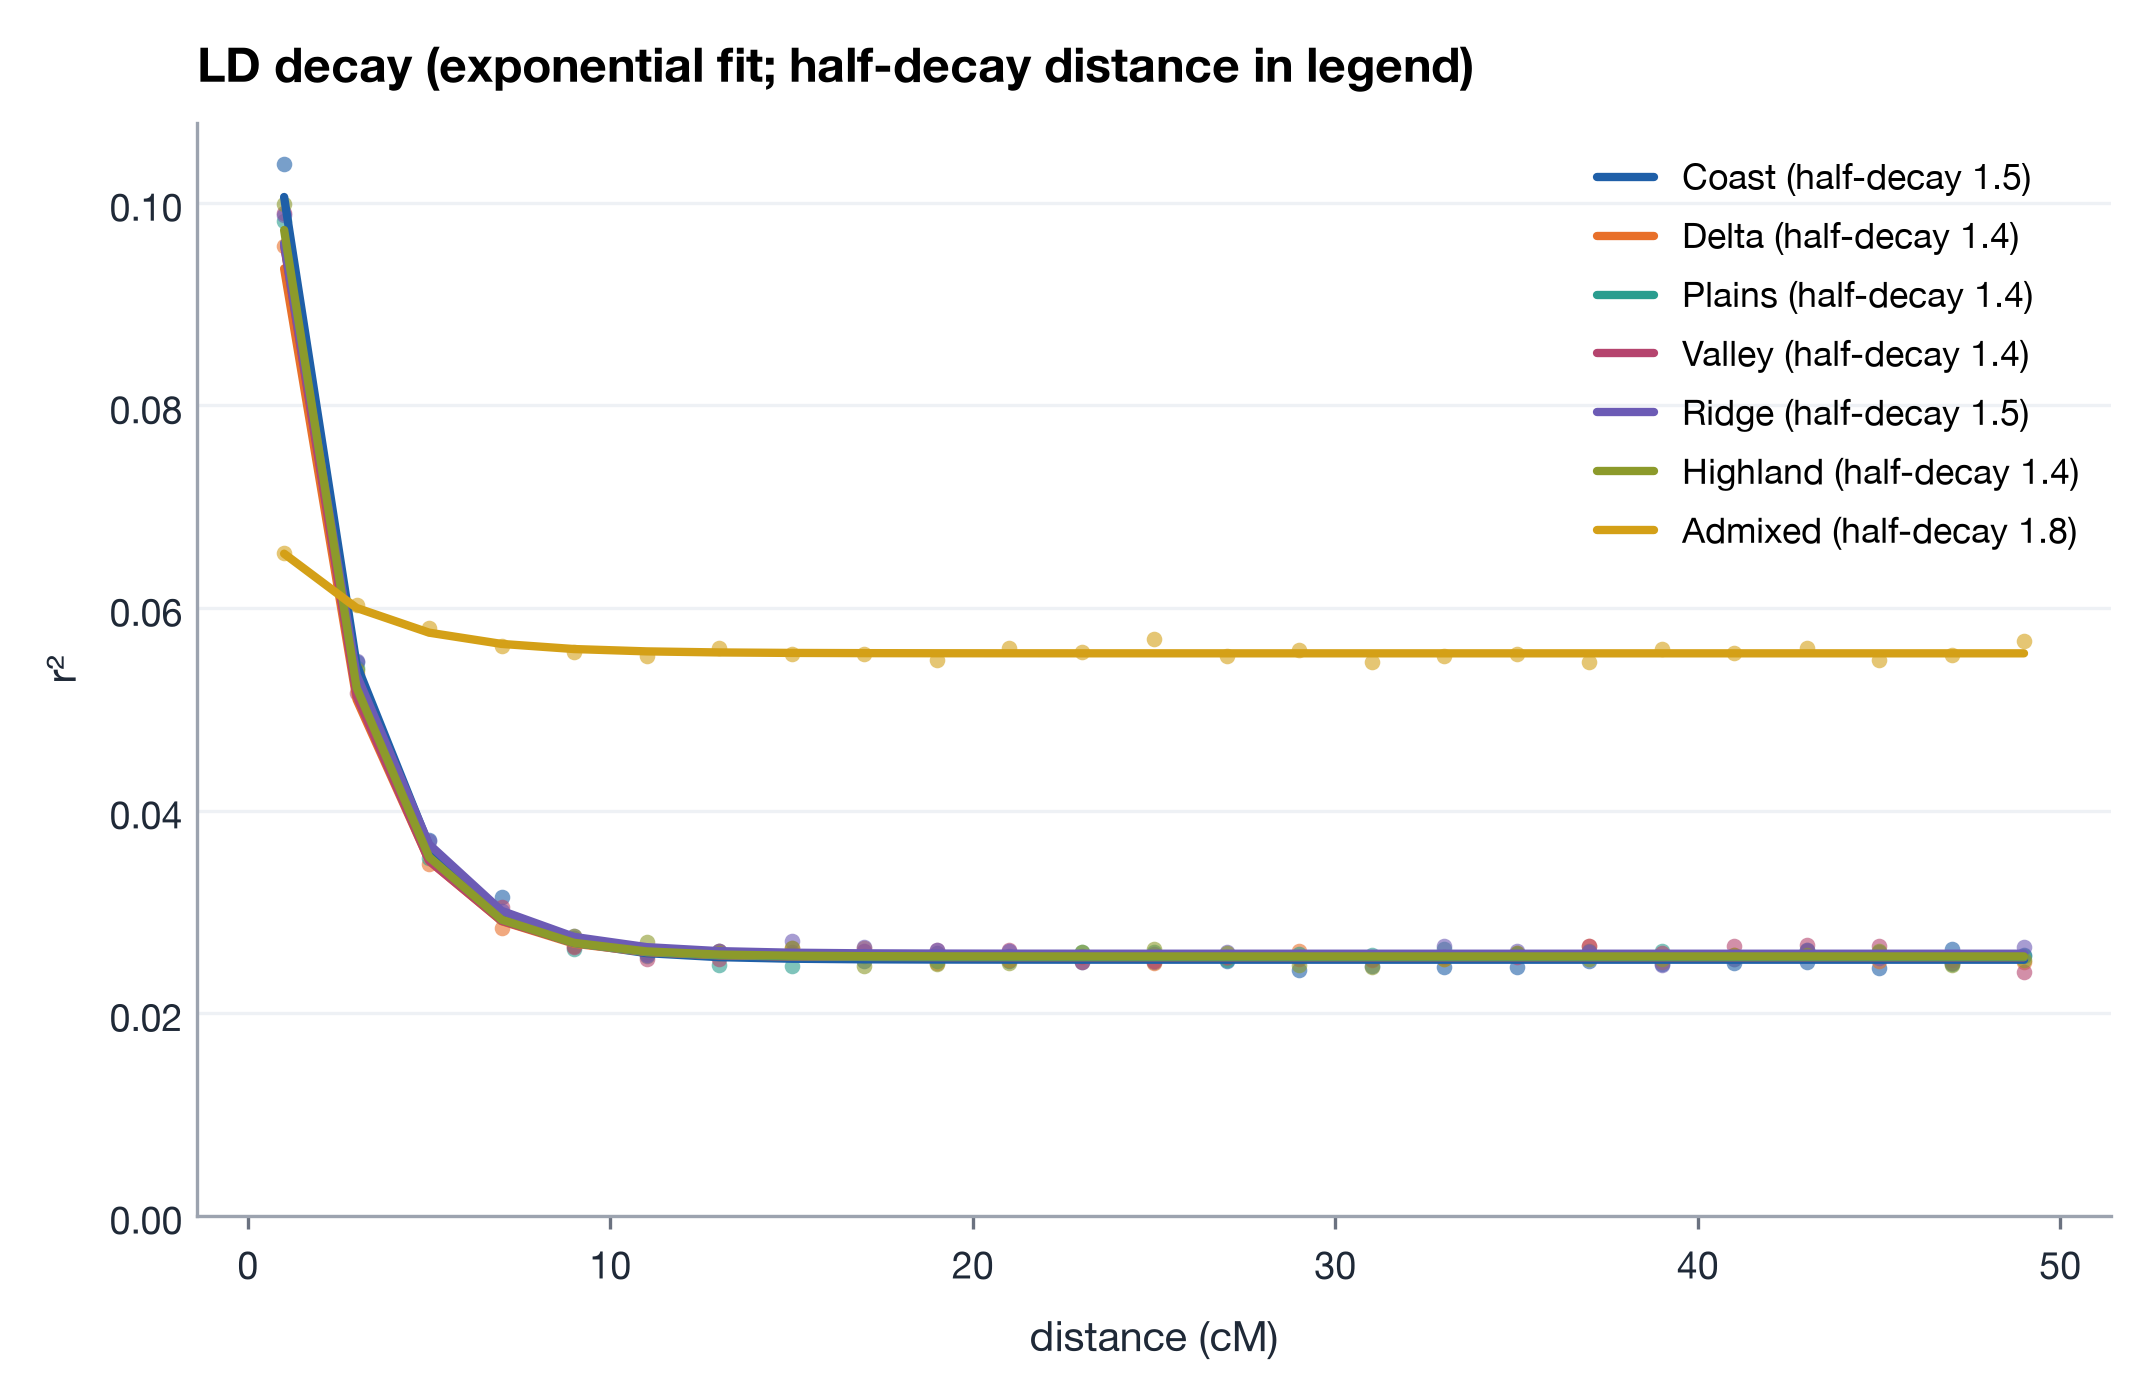 LD decay (exponential fit; half-decay distance in legend)
Coast (half-decay 1.5)
Delta (half-decay 1.4)
Plains (half-decay 1.4)
Valley (half-decay 1.4)
Ridge (half-decay 1.5)
Highland (half-decay 1.4)
Admixed (half-decay 1.8)
r²
0.10
0.08
0.06
0.04
0.02
0.00
0 10 20 30 40 50
distance (cM)